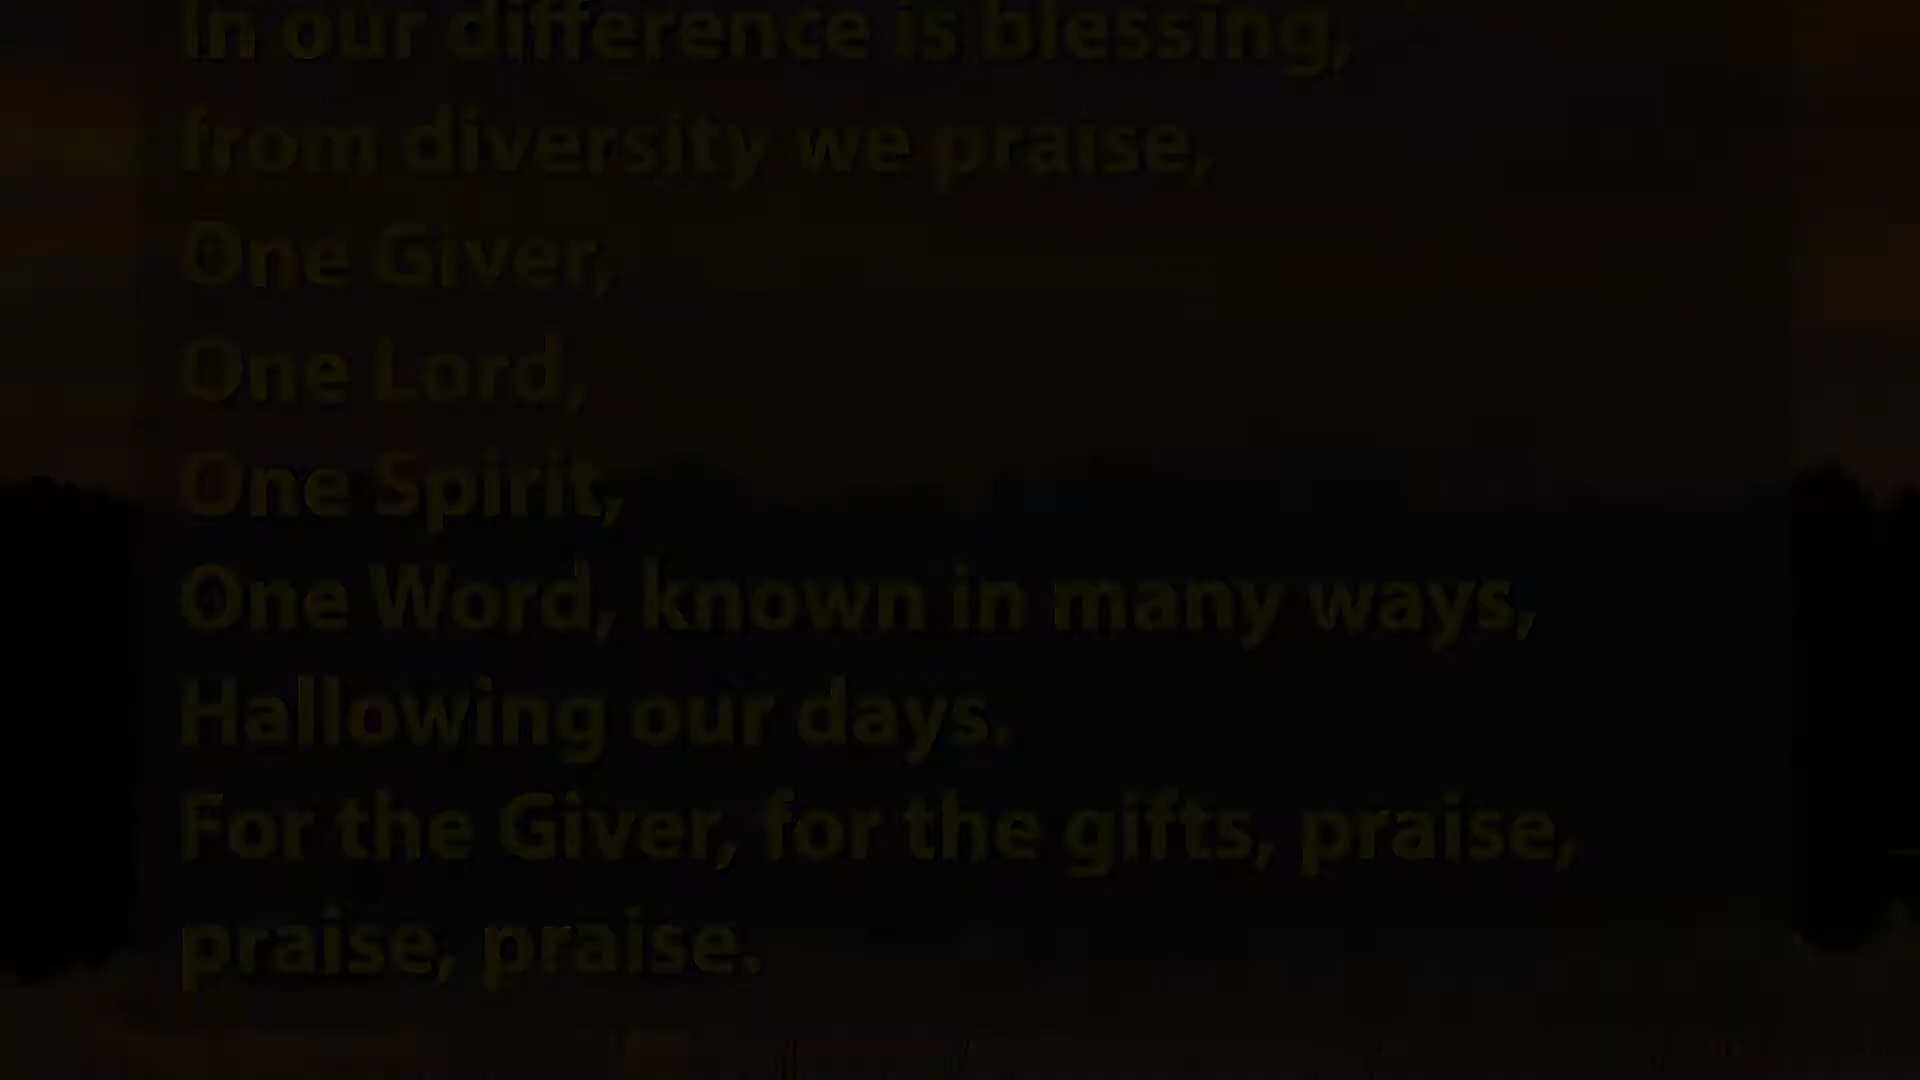 In our difference is blessing,
from diversity we praise,
One Giver,
One Lord,
One Spirit,
One Word, known in many ways,
Hallowing our days.
For the Giver, for the gifts, praise,
praise, praise.